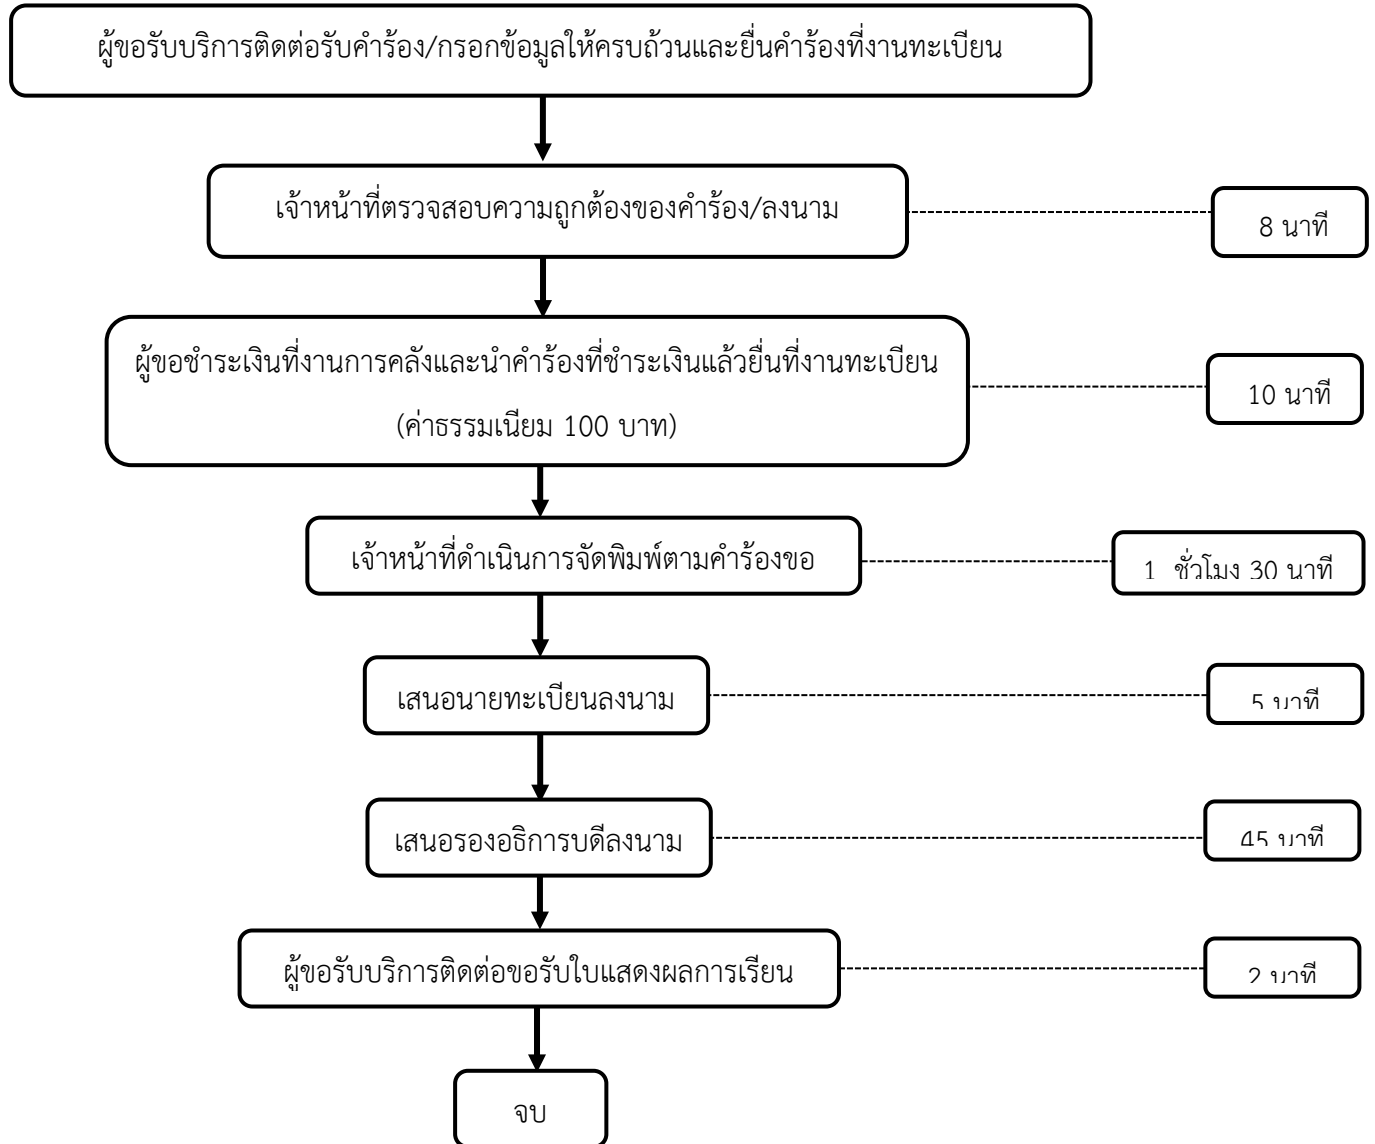 ผู้ขอรับบริการติดต่อรับคำร้อง/กรอกข้อมูลให้ครบถ้วนและยื่นคำร้องที่งานทะเบียน
เจ้าหน้าที่ตรวจสอบความถูกต้องของคำร้อง/ลงนาม
8 นาที
ผู้ขอชำระเงินที่งานการคลังและนำคำร้องที่ชำระเงินแล้วยื่นที่งานทะเบียน
(ค่าธรรมเนียม 100 บาท)
10 นาที
เจ้าหน้าที่ดำเนินการจัดพิมพ์ตามคำร้องขอ
1 ชั่วโมง 30 นาที
เสนอนายทะเบียนลงนาม
5 นาที
เสนอรองอธิการบดีลงนาม
45 นาที
ผู้ขอรับบริการติดต่อขอรับใบแสดงผลการเรียน
2 นาที
จบ